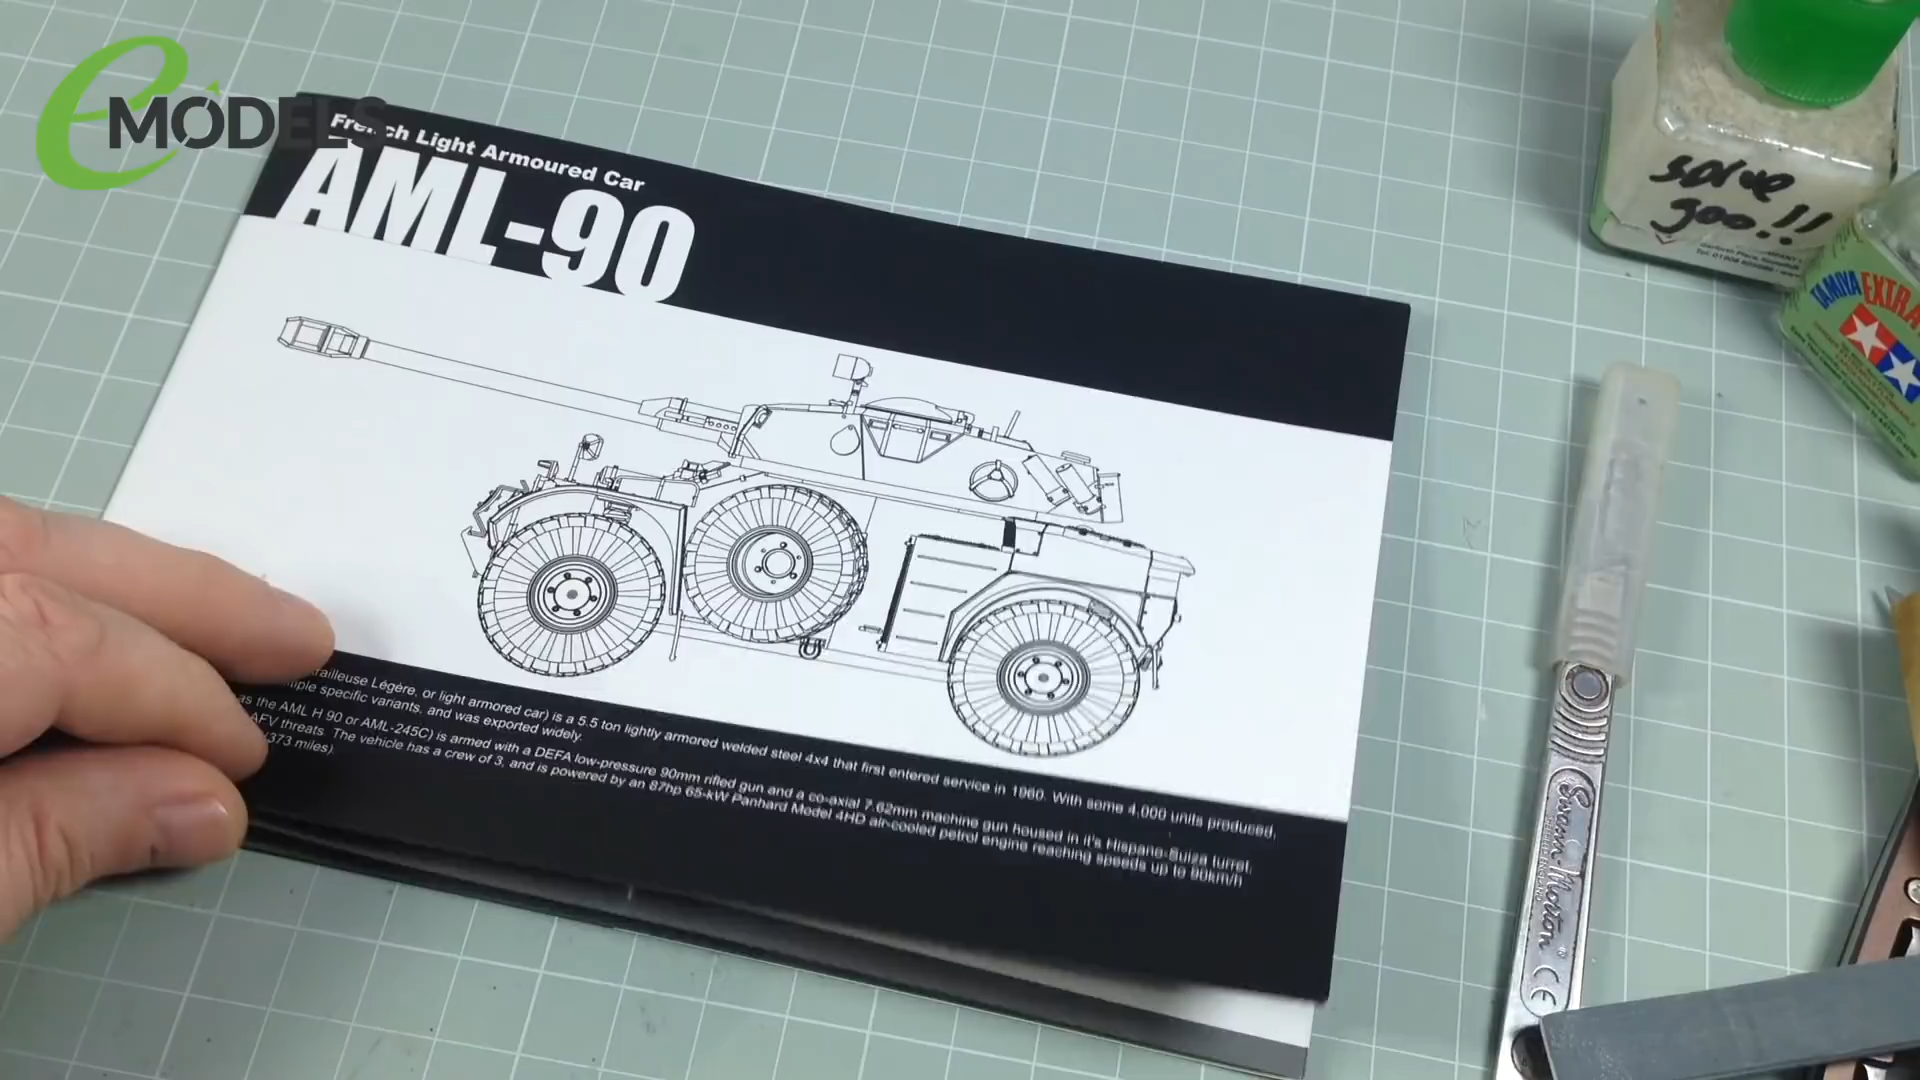 eMODELS
French Light Armoured Car
AML-90
trailleuse Légère, or light armored car) is a 5.5 ton lightly armored welded steel 4x4 that first entered service in 1960. With some 4,000 units produced,
iple specific variants, and was exported widely.
as the AML H 90 or AML-245C) is armed with a DEFA low-pressure 90mm rifled gun and a co-axial 7.62mm machine gun housed in it's Hispano-Suiza turret,
AFV threats. The vehicle has a crew of 3, and is powered by an 87hp 65-kW Panhard Model 4HD air-cooled petrol engine reaching speeds up to 90km/h
(373 miles).
solve
goo!!
TAMIYA EXTRA
Swann-Morton
CE